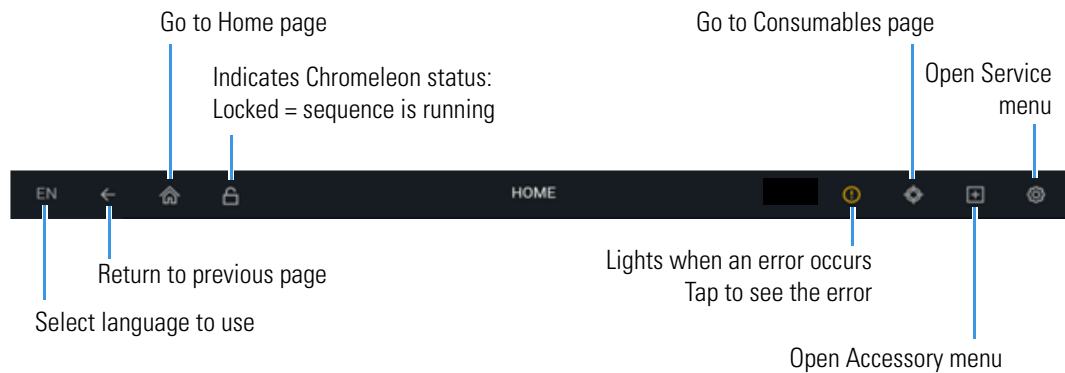 Go to Home page
Go to Consumables page
Indicates Chromeleon status:
Locked = sequence is running
Open Service
menu
EN
HOME
Return to previous page
Lights when an error occurs
Tap to see the error
Select language to use
Open Accessory menu